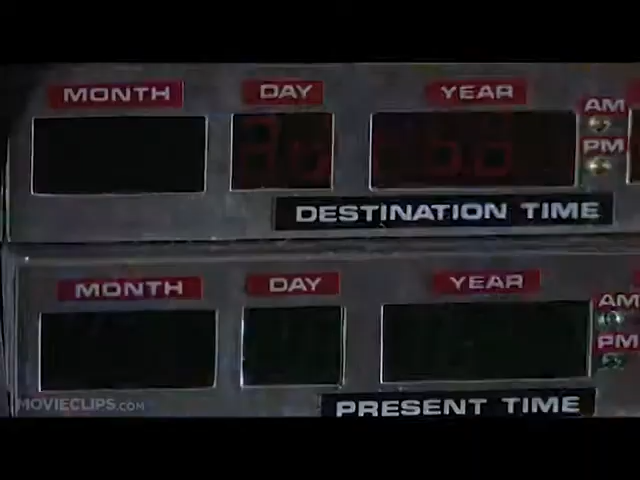 MONTH DAY YEAR
AM
PM
DESTINATION TIME
MONTH DAY YEAR
AM
PM
PRESENT TIME
MOVIECLIPS.COM